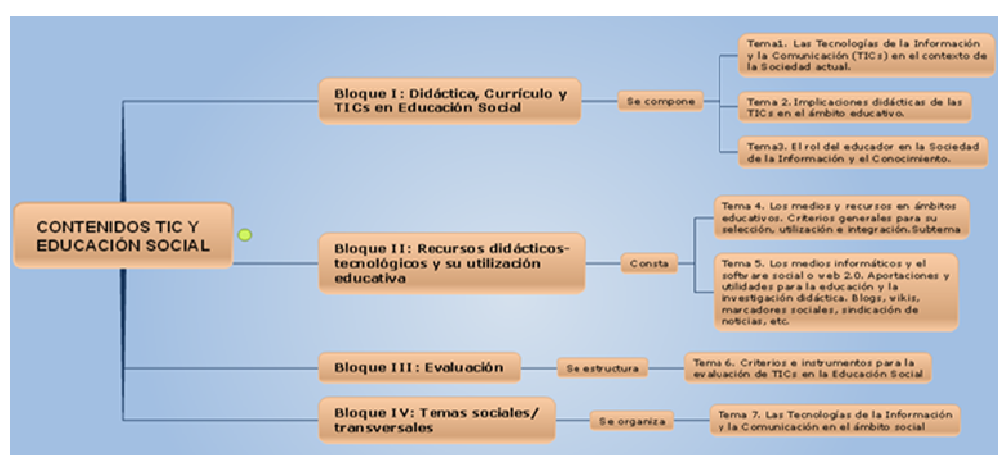 CONTENIDOS TIC Y
EDUCACIÓN SOCIAL
Bloque I: Didáctica, Currículo y
TICs en Educación Social
Se compone
Tema1. Las Tecnologías de la Información
y la Comunicación (TICs) en el contexto de
la Sociedad actual.
Tema 2. Implicaciones didácticas de las
TICs en el ámbito educativo.
Tema3. El rol del educador en la Sociedad
de la Información y el Conocimiento.
Bloque II: Recursos didácticos-
tecnológicos y su utilización
educativa
Consta
Tema 4. Los medios y recursos en ámbitos
educativos. Criterios generales para su
selección, utilización e integración.Subtema
Tema 5. Los medios informáticos y el
software social o web 2.0. Aportaciones y
utilidades para la educación y la
investigación didáctica. Blogs, wikis,
marcadores sociales, sindicación de
noticias, etc.
Bloque III: Evaluación
Se estructura
Tema 6. Criterios e instrumentos para la
evaluación de TICs en la Educación Social
Bloque IV: Temas sociales/
transversales
Se organiza
Tema 7. Las Tecnologías de la Información
y la Comunicación en el ámbito social